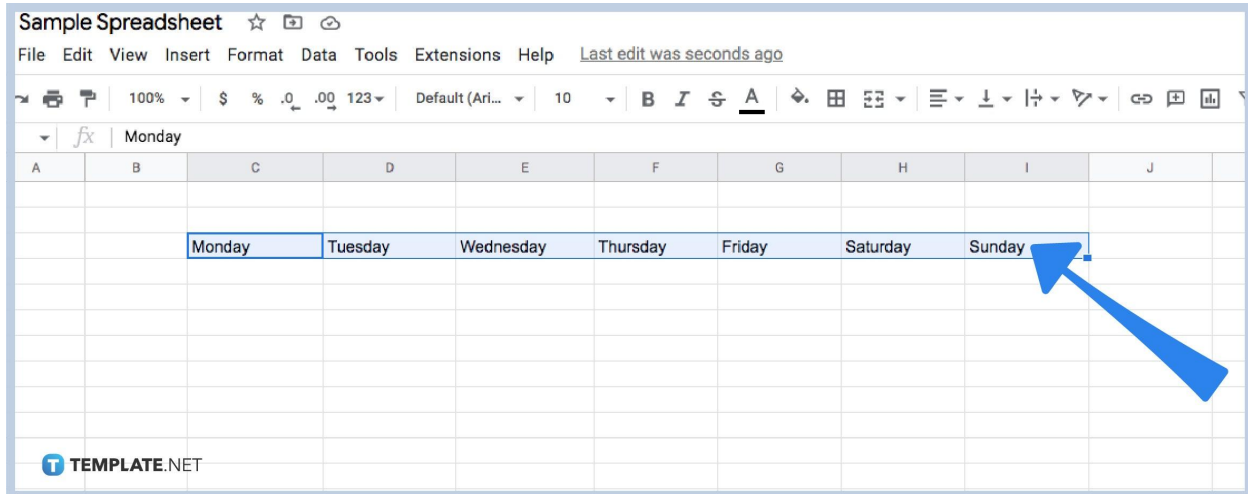 Sample Spreadsheet
File Edit View Insert Format Data Tools Extensions Help Last edit was seconds ago
100% $ % .0 .00 123 Default (Ari... 10 B I S A
fx Monday
A B C D E F G H I J
Monday Tuesday Wednesday Thursday Friday Saturday Sunday
T TEMPLATE.NET